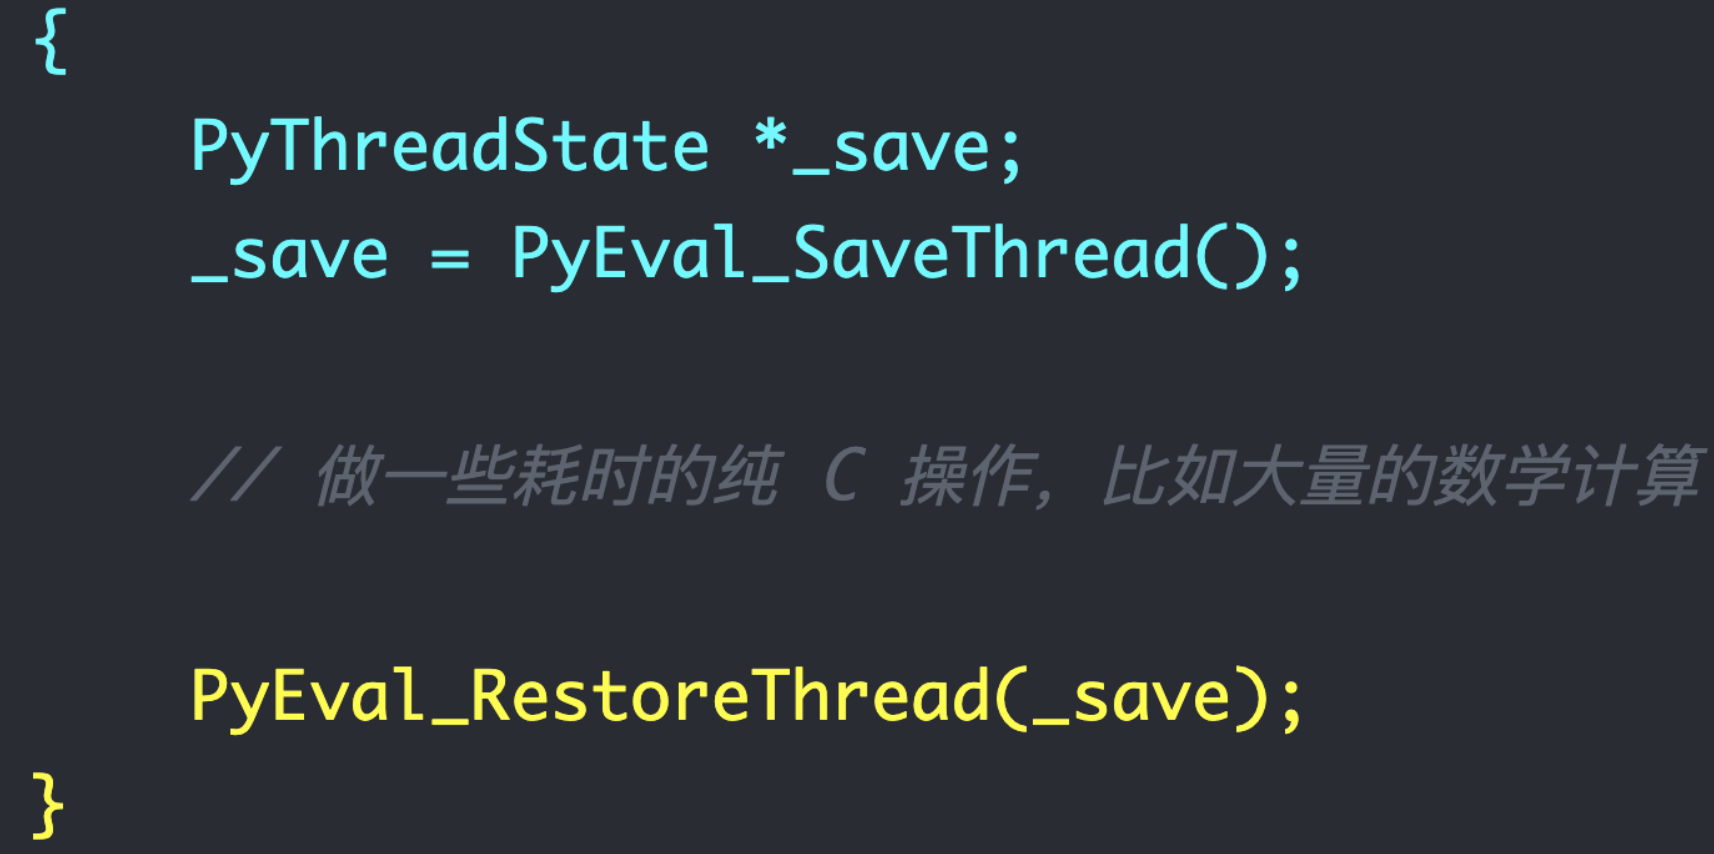 {
    PyThreadState *_save;
    _save = PyEval_SaveThread();
    // 做一些耗时的纯 C 操作，比如大量的数学计算
    PyEval_RestoreThread(_save);
}